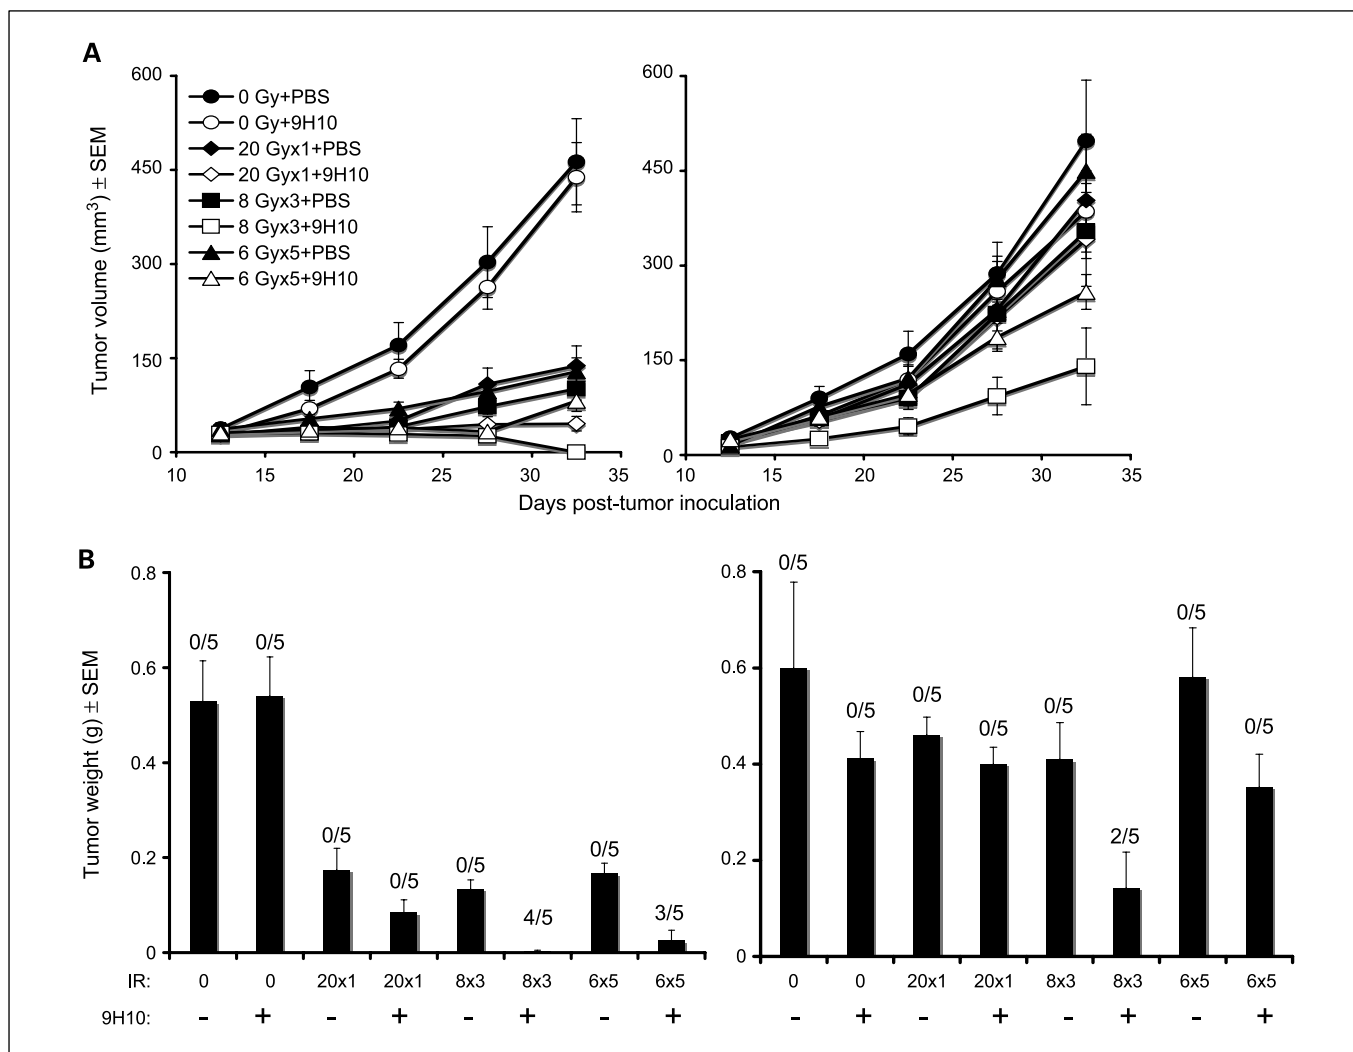 A
Tumor volume (mm³) ± SEM
600
450
300
150
0
0 Gy+PBS
0 Gy+9H10
20 Gyx1+PBS
20 Gyx1+9H10
8 Gyx3+PBS
8 Gyx3+9H10
6 Gyx5+PBS
6 Gyx5+9H10
10 15 20 25 30 35
600
450
300
150
0
10 15 20 25 30 35
Days post-tumor inoculation
B
Tumor weight (g) ± SEM
0.8
0.6
0.4
0.2
0
0/5 0/5 0/5 0/5 0/5 4/5 0/5 3/5
IR: 0 0 20x1 20x1 8x3 8x3 6x5 6x5
9H10: - + - + - + - +
0.8
0.6
0.4
0.2
0
0/5 0/5 0/5 0/5 0/5 2/5 0/5 0/5
0 0 20x1 20x1 8x3 8x3 6x5 6x5
- + - + - + - +